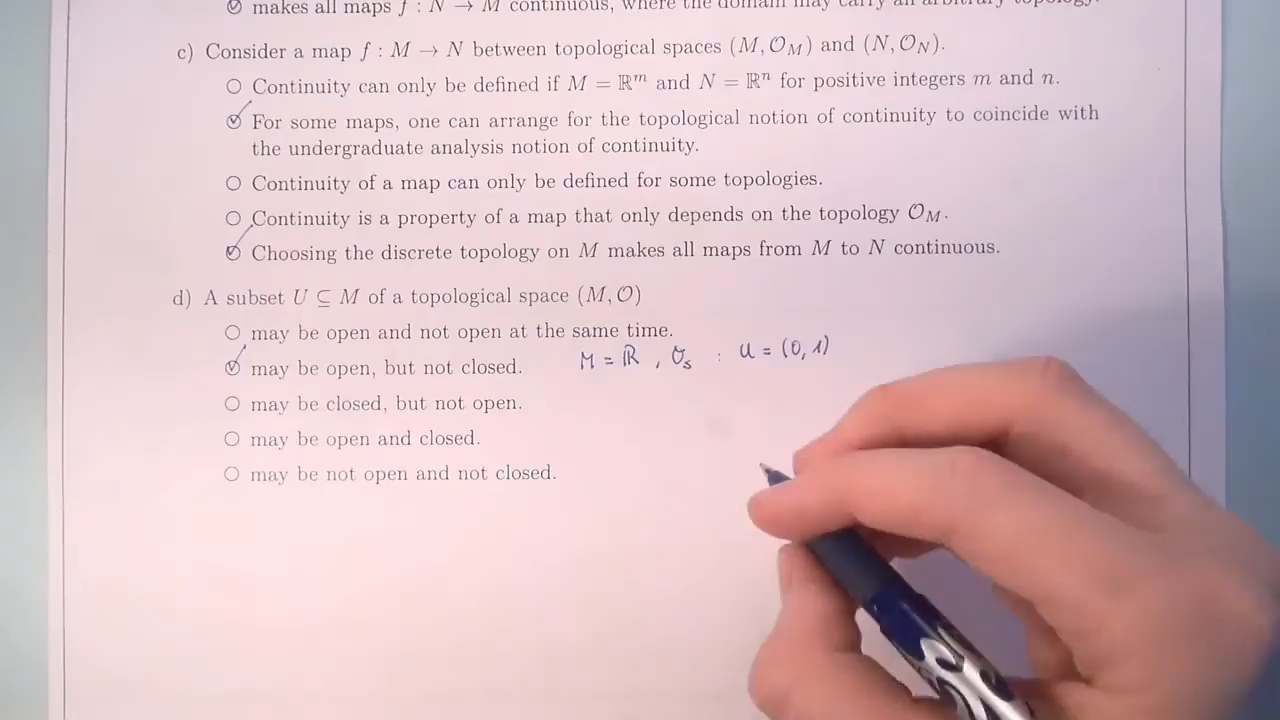 makes all maps f : N → M continuous, where the domain may carry an arbitrary topology.
c) Consider a map f : M → N between topological spaces (M, 𝒪_M) and (N, 𝒪_N).
Continuity can only be defined if M = ℝ^m and N = ℝ^n for positive integers m and n.
For some maps, one can arrange for the topological notion of continuity to coincide with
the undergraduate analysis notion of continuity.
Continuity of a map can only be defined for some topologies.
Continuity is a property of a map that only depends on the topology 𝒪_M.
Choosing the discrete topology on M makes all maps from M to N continuous.
d) A subset U ⊆ M of a topological space (M, 𝒪)
may be open and not open at the same time.
may be open, but not closed. M = ℝ , 𝒪_s : U = (0, 1)
may be closed, but not open.
may be open and closed.
may be not open and not closed.